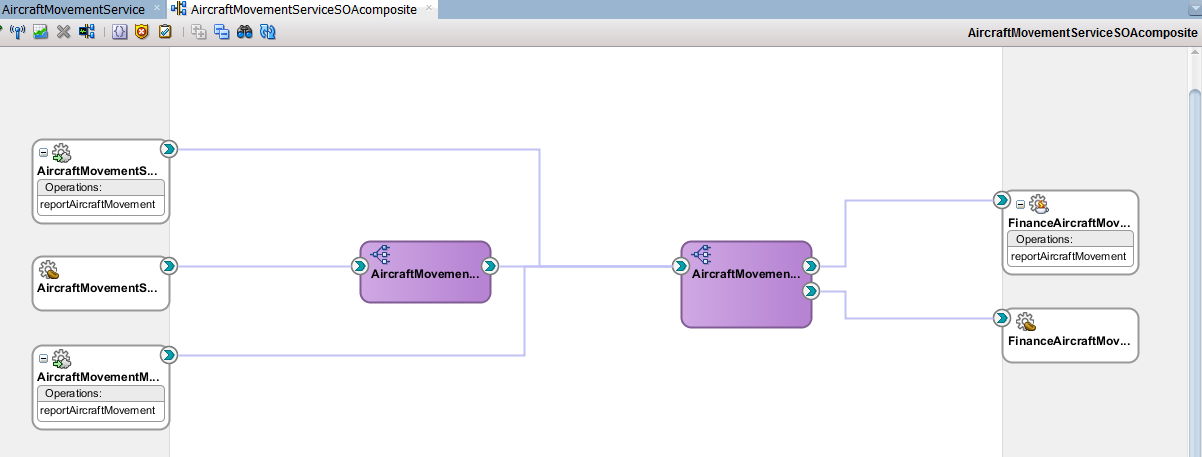 AircraftMovementService
AircraftMovementServiceSOAcomposite
AircraftMovementServiceSOAcomposite
AircraftMovementS...
Operations:
reportAircraftMovement
AircraftMovementS...
AircraftMovementM...
Operations:
reportAircraftMovement
AircraftMovemen...
AircraftMovemen...
FinanceAircraftMov...
Operations:
reportAircraftMovement
FinanceAircraftMov...